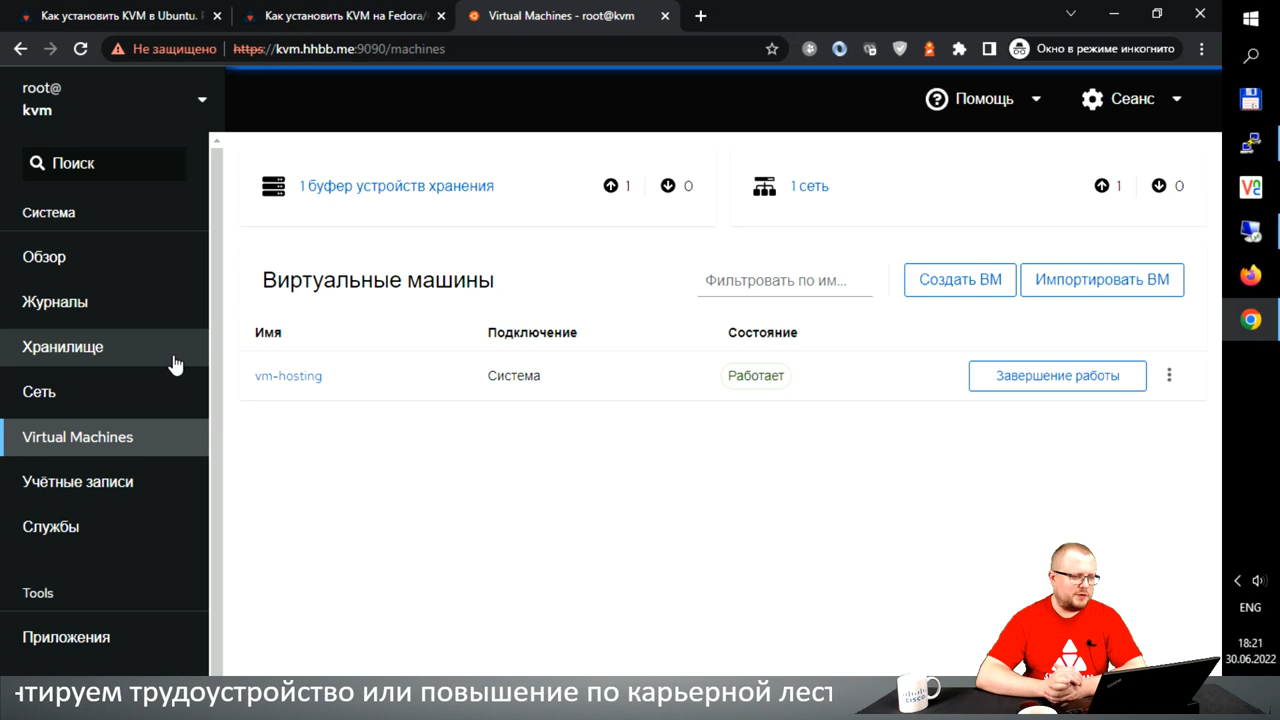 Как установить KVM в Ubuntu.
Как установить KVM на Fedora/
Virtual Machines - root@kvm
Не защищено
https://kvm.hhbb.me:9090/machines
Окно в режиме инкогнито
root@
kvm
Помощь
Сеанс
Поиск
Система
Обзор
Журналы
Хранилище
Сеть
Virtual Machines
Учётные записи
Службы
Tools
Приложения
1 буфер устройств хранения
1
0
1 сеть
1
0
Виртуальные машины
Фильтровать по им...
Создать ВМ
Импортировать ВМ
Имя
Подключение
Состояние
vm-hosting
Система
Работает
Завершение работы
ENG
18:21
30.06.2022
CISCO
нтируем трудоустройство или повышение по карьерной лест